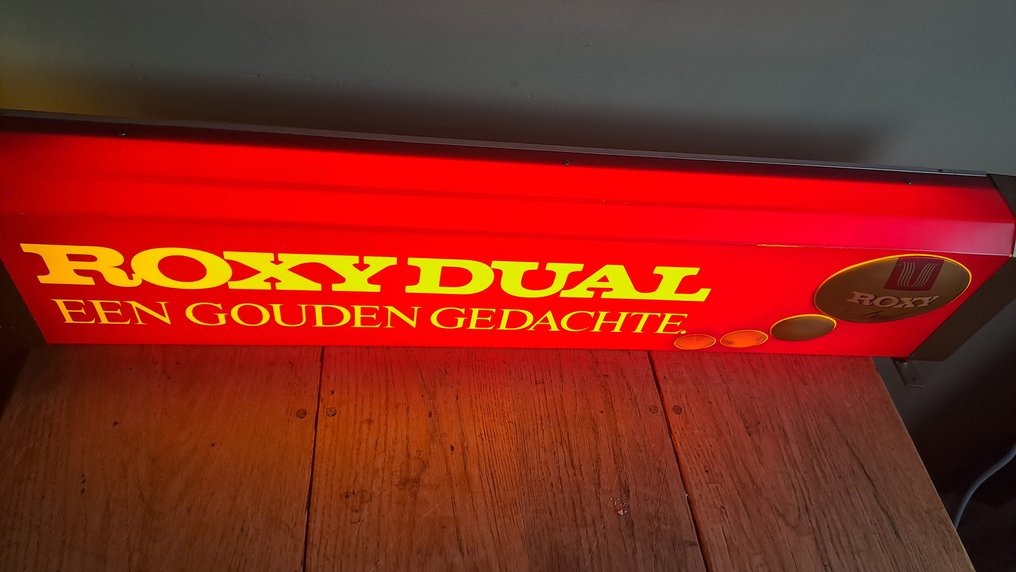 ROXY DUAL
EEN GOUDEN GEDACHTE.
ROXY